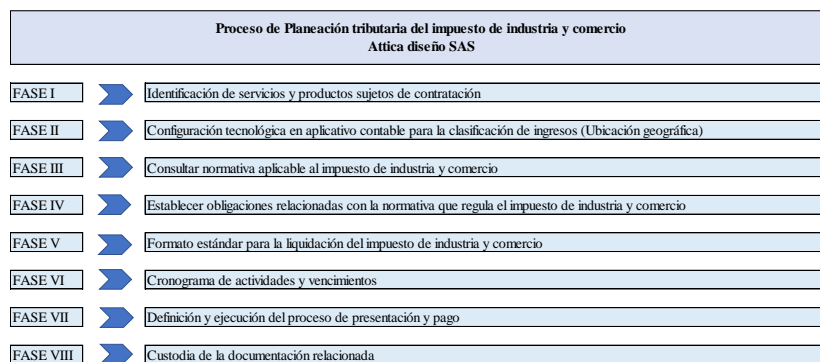 Proceso de Planeación tributaria del impuesto de industria y comercio
Attica diseño SAS
FASE I Identificación de servicios y productos sujetos de contratación
FASE II Configuración tecnológica en aplicativo contable para la clasificación de ingresos (Ubicación geográfica)
FASE III Consultar normativa aplicable al impuesto de industria y comercio
FASE IV Establecer obligaciones relacionadas con la normativa que regula el impuesto de industria y comercio
FASE V Formato estándar para la liquidación del impuesto de industria y comercio
FASE VI Cronograma de actividades y vencimientos
FASE VII Definición y ejecución del proceso de presentación y pago
FASE VIII Custodia de la documentación relacionada